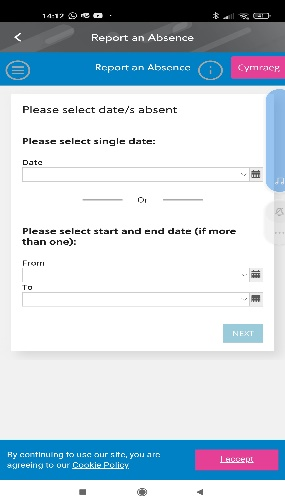 14:12
Report an Absence
Report an Absence
i
Cymraeg
Please select date/s absent
Please select single date:
Date
Or
Please select start and end date (if more
than one):
From
To
NEXT
By continuing to use our site, you are
agreeing to our Cookie Policy
I accept